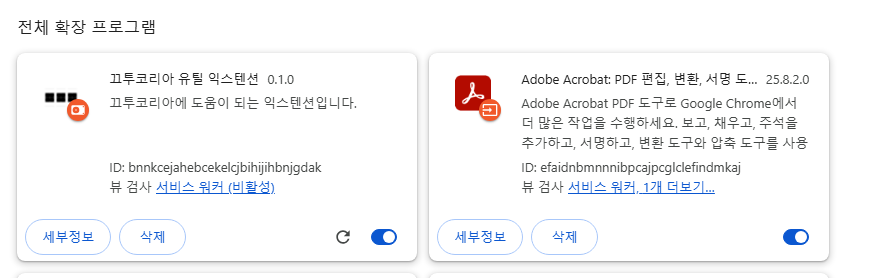 전체 확장 프로그램
끄투코리아 유틸 익스텐션 0.1.0
끄투코리아에 도움이 되는 익스텐션입니다.
ID: bnnkcejahebcekelcjbihijihbnjgdak
뷰 검사 서비스 워커 (비활성)
세부정보 삭제
Adobe Acrobat: PDF 편집, 변환, 서명 도... 25.8.2.0
Adobe Acrobat PDF 도구로 Google Chrome에서
더 많은 작업을 수행하세요. 보고, 채우고, 주석을
추가하고, 서명하고, 변환 도구와 압축 도구를 사용
ID: efaidnbmnnnibpcajpcglclefindmkaj
뷰 검사 서비스 워커, 1개 더보기...
세부정보 삭제